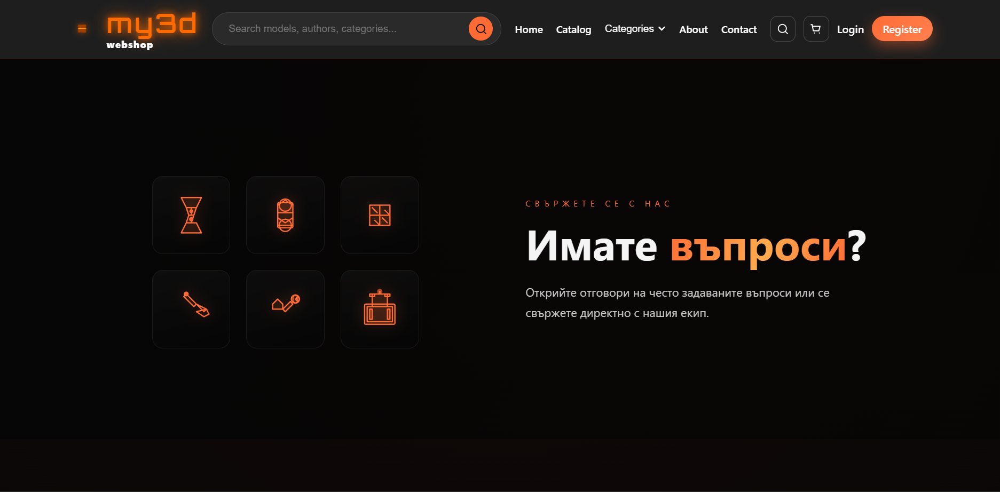 my3d
webshop
Search models, authors, categories...
Home
Catalog
Categories
About
Contact
Login
Register
СВЪРЖЕТЕ СЕ С НАС
Имате въпроси?
Открийте отговори на често задаваните въпроси или се
свържете директно с нашия екип.